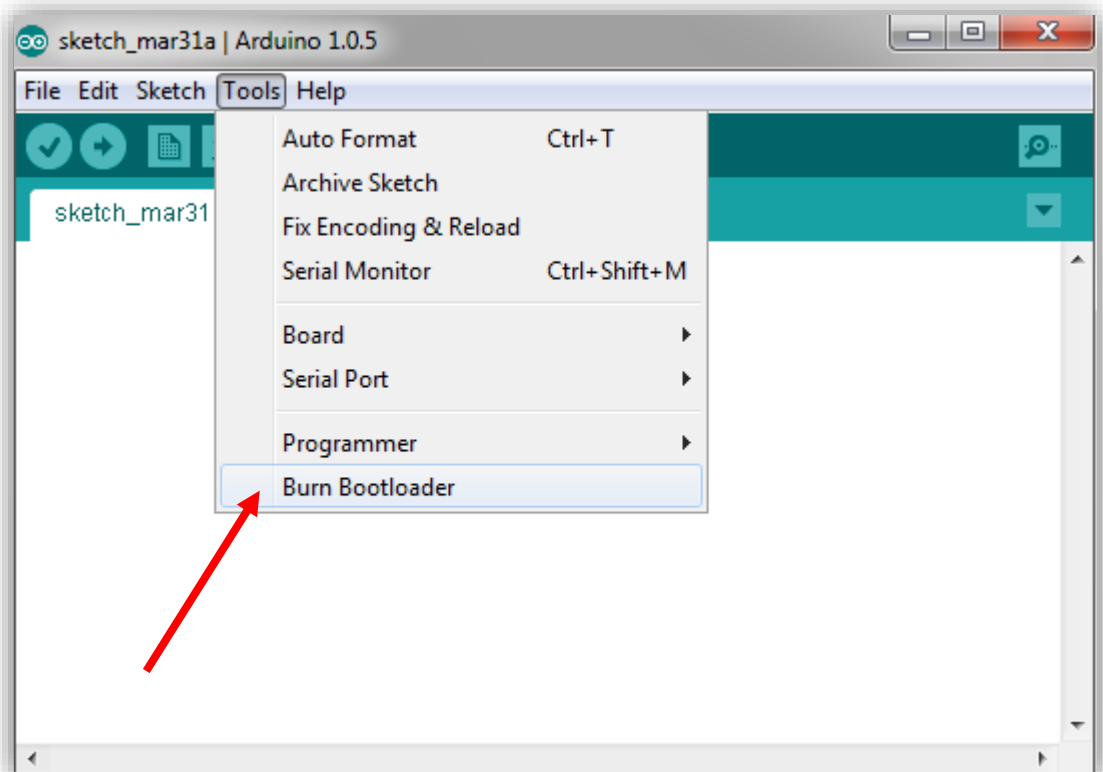 sketch_mar31a | Arduino 1.0.5
File Edit Sketch Tools Help
sketch_mar31
Auto Format Ctrl+T
Archive Sketch
Fix Encoding & Reload
Serial Monitor Ctrl+Shift+M
Board
Serial Port
Programmer
Burn Bootloader